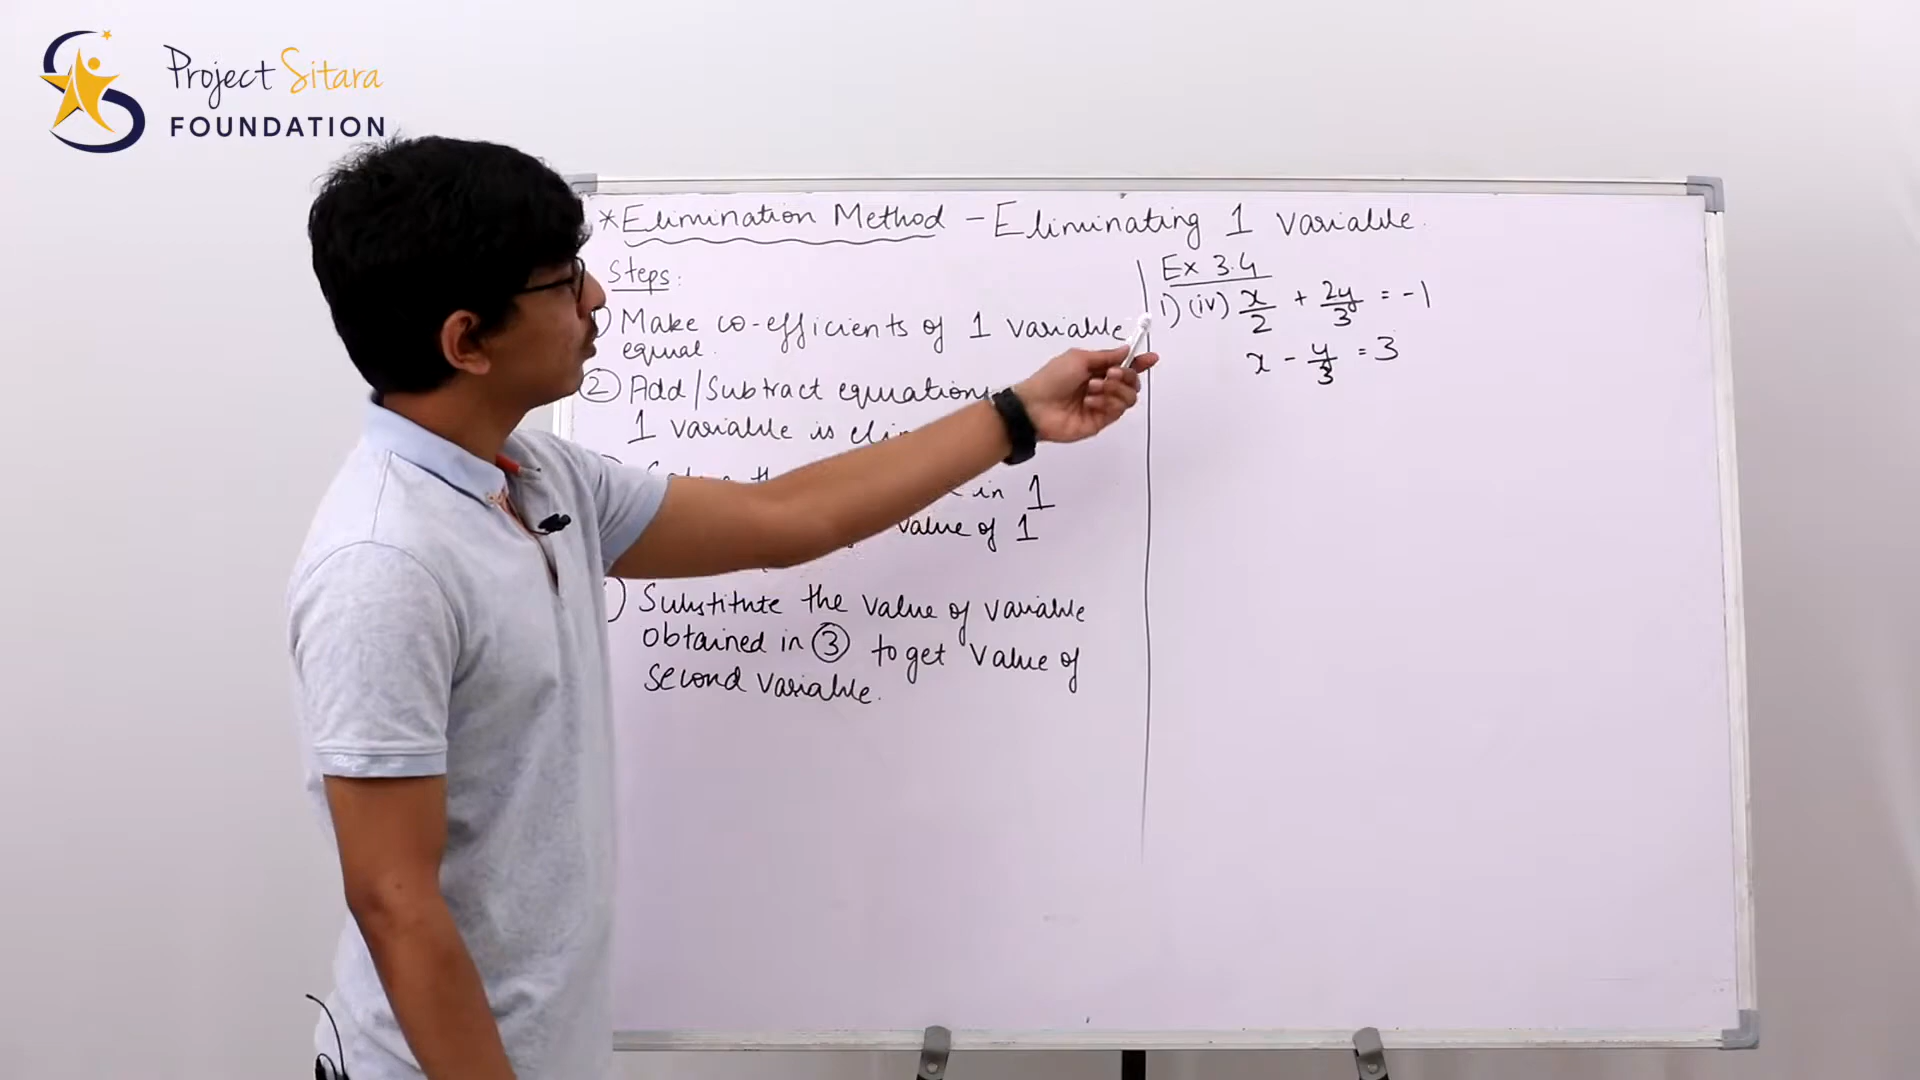 Project Sitara
FOUNDATION
* Elimination Method - Eliminating 1 variable.
Steps:
) Make co-efficients of 1 variable
equal.
② Add/Subtract equations
1 variable is
in 1
value of 1
) Substitute the value of variable
obtained in ③ to get value of
second variable.
Ex 3.4
1) (iv) x/2 + 2y/3 = -1
x - y/3 = 3